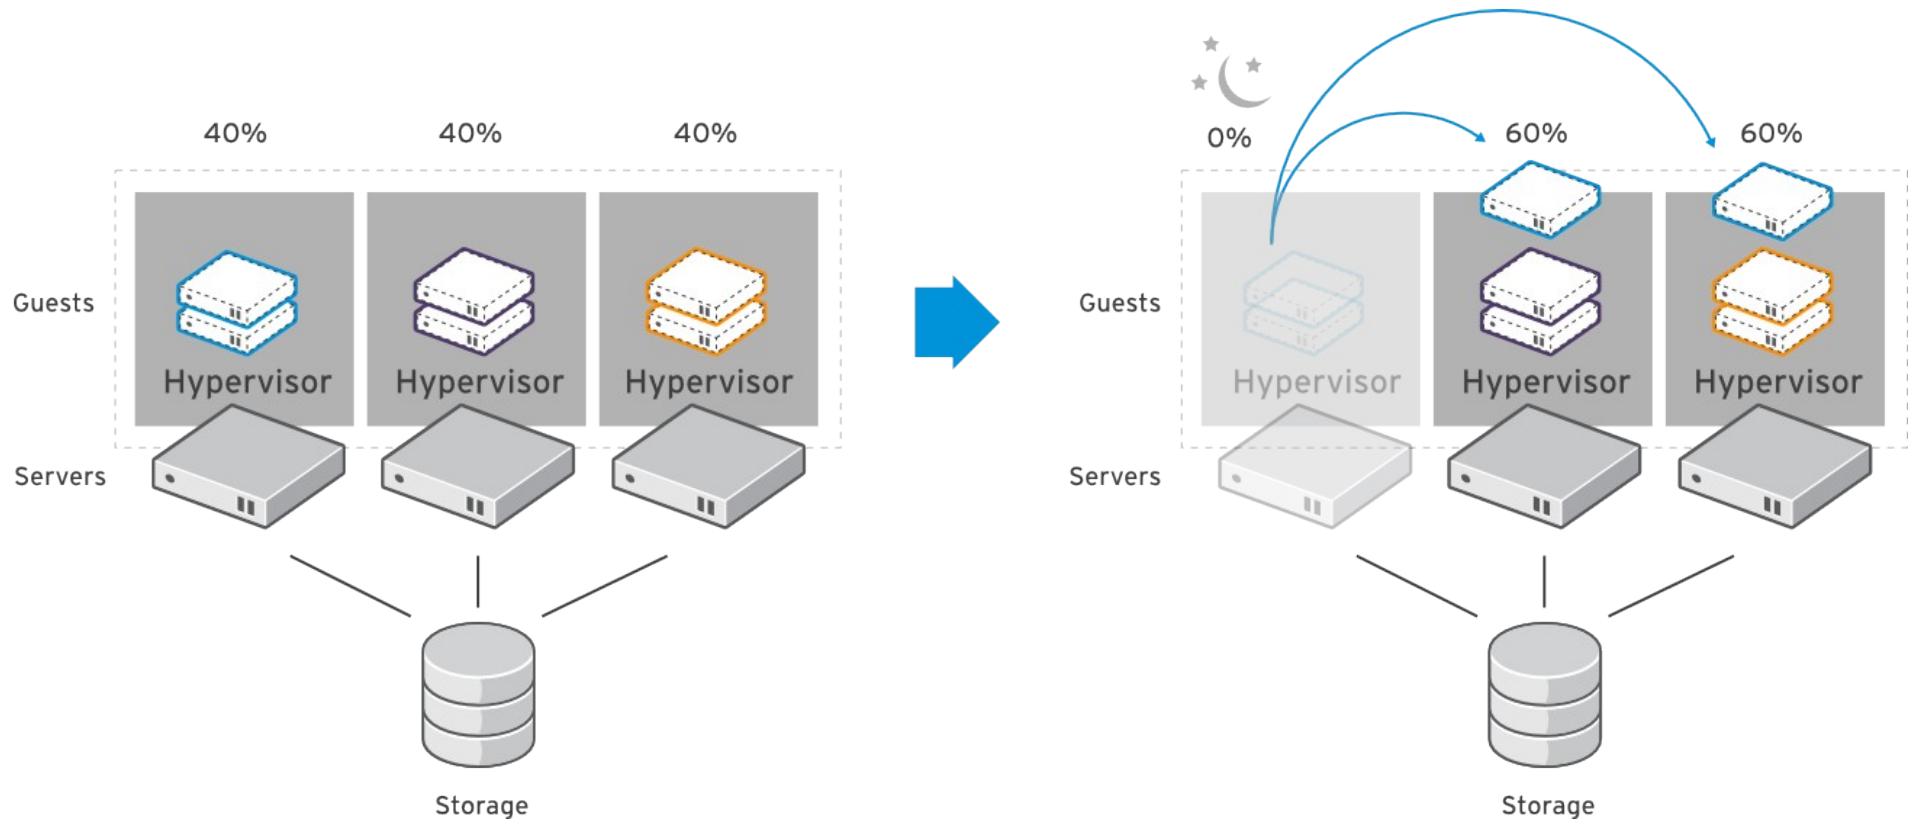 40% 40% 40%
Guests
Hypervisor Hypervisor Hypervisor
Servers
Storage
0% 60% 60%
Guests
Hypervisor Hypervisor Hypervisor
Servers
Storage